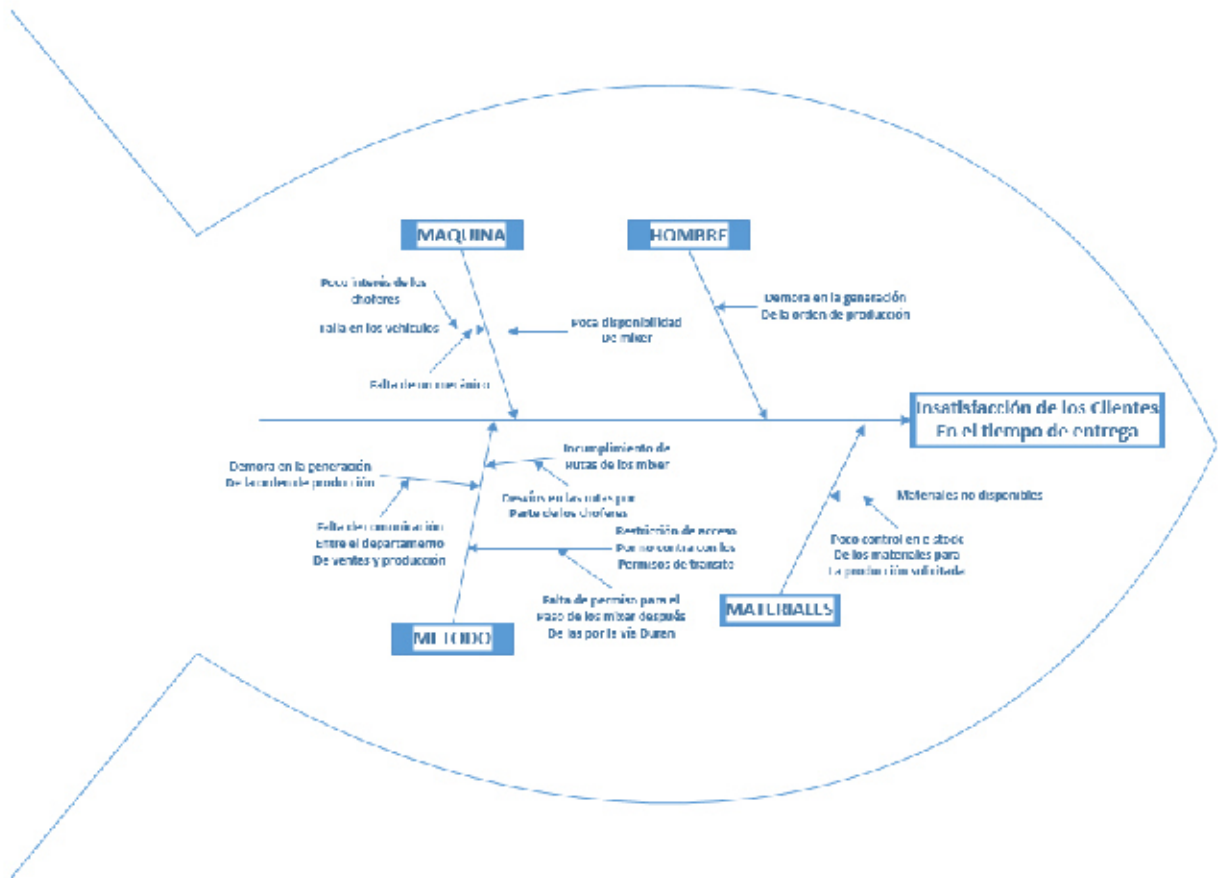 MAQUINA
HOMBRE
Poco interés de los
choferes
Falla en los vehículos
Falta de un mecánico
Poca disponibilidad
De mixer
Demora en la generación
De la orden de producción
Insatisfacción de los Clientes
En el tiempo de entrega
Demora en la generación
De la orden de producción
Falta de comunicación
Entre el departamento
De ventas y producción
Incumplimiento de
Rutas de los mixer
Desvíos en las rutas por
Parte de los choferes
Restricción de acceso
Por no contra con los
Permisos de transito
Falta de permiso para el
Paso de los mixer después
De las por la vía Duran
METODO
Materiales no disponibles
Poco control en e stock
De los materiales para
La producción solicitada
MATERIALES